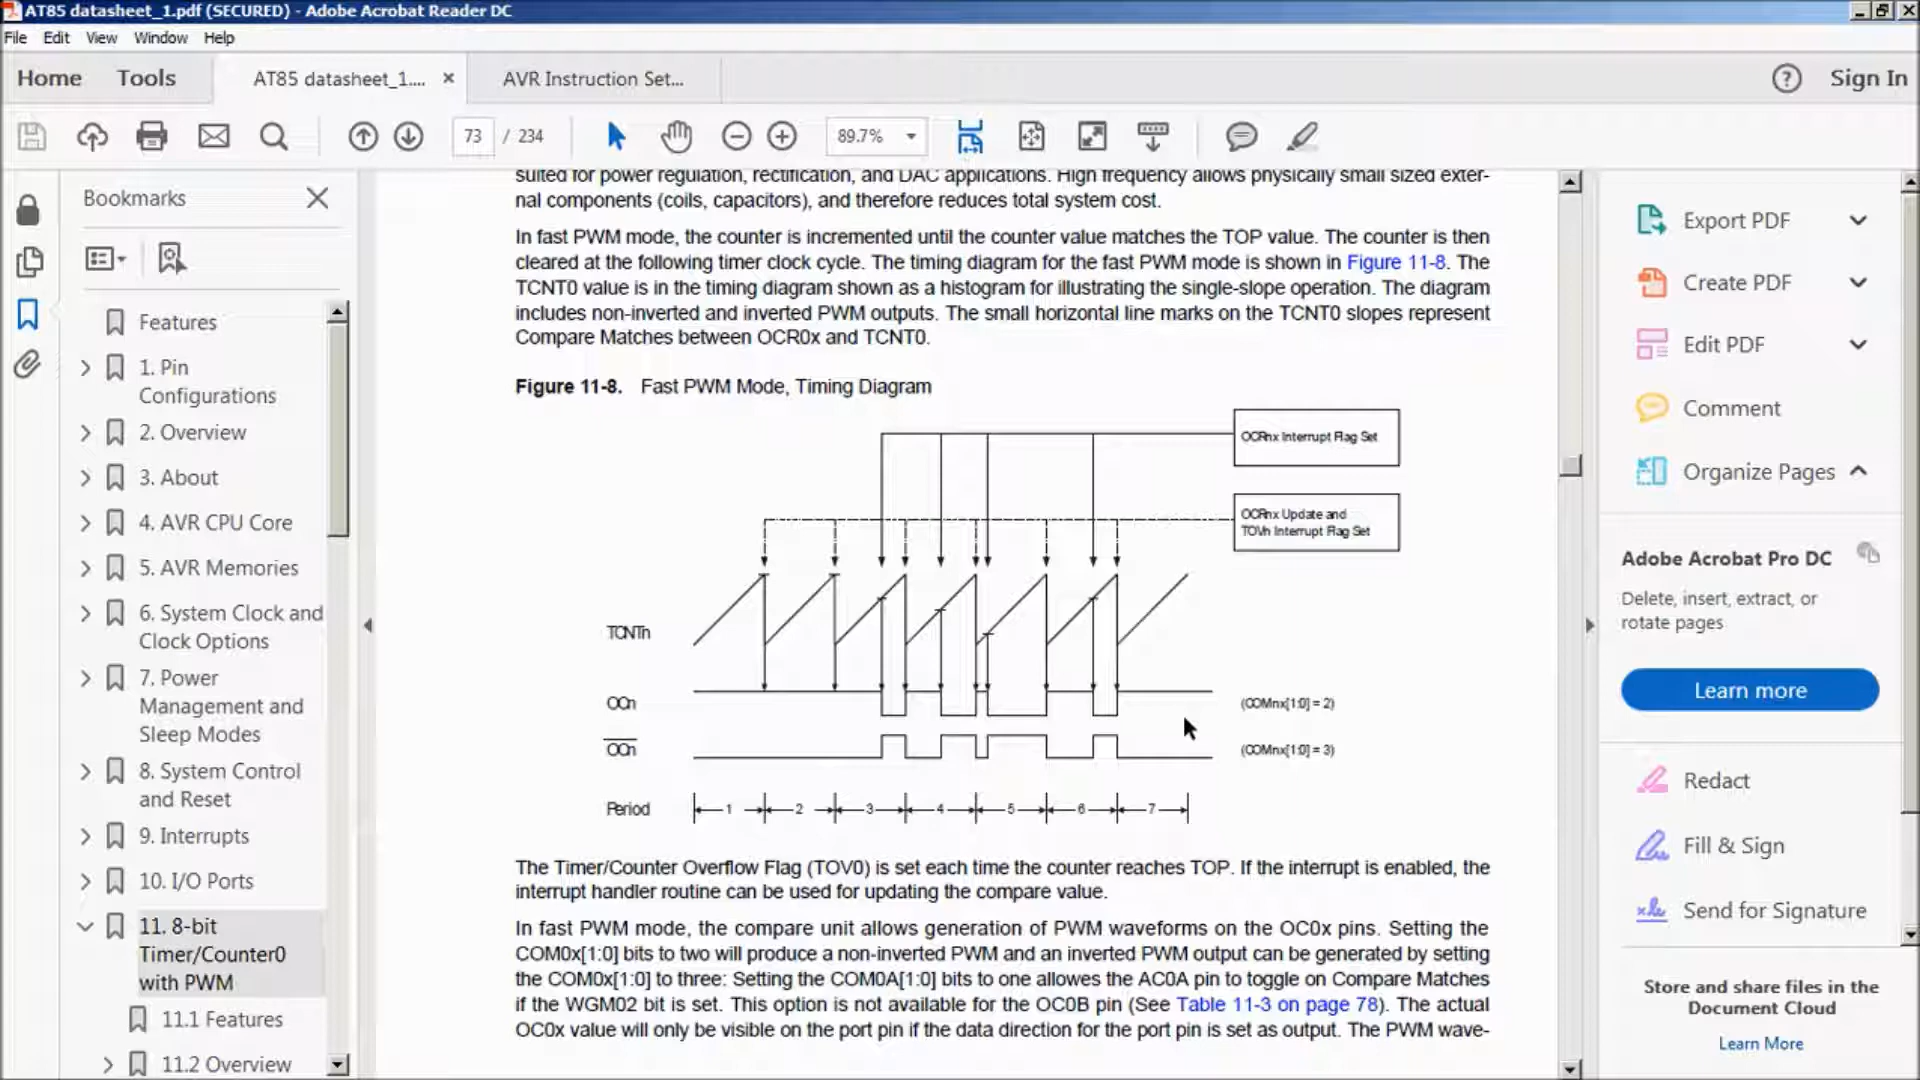 AT85 datasheet_1.pdf (SECURED) - Adobe Acrobat Reader DC
File Edit View Window Help
Home Tools AT85 datasheet_1.... × AVR Instruction Set... ? Sign In
73 / 234 89.7%
Bookmarks
Features
1. Pin
Configurations
2. Overview
3. About
4. AVR CPU Core
5. AVR Memories
6. System Clock and
Clock Options
7. Power
Management and
Sleep Modes
8. System Control
and Reset
9. Interrupts
10. I/O Ports
11. 8-bit
Timer/Counter0
with PWM
11.1 Features
11.2 Overview
suited for power regulation, rectification, and DAC applications. High frequency allows physically small sized exter-
nal components (coils, capacitors), and therefore reduces total system cost.
In fast PWM mode, the counter is incremented until the counter value matches the TOP value. The counter is then
cleared at the following timer clock cycle. The timing diagram for the fast PWM mode is shown in Figure 11-8. The
TCNT0 value is in the timing diagram shown as a histogram for illustrating the single-slope operation. The diagram
includes non-inverted and inverted PWM outputs. The small horizontal line marks on the TCNT0 slopes represent
Compare Matches between OCR0x and TCNT0.
Figure 11-8. Fast PWM Mode, Timing Diagram
OCRnx Interrupt Flag Set
OCRnx Update and
TOVn Interrupt Flag Set
TCNTn
OCn (COMnx[1:0] = 2)
OCn (COMnx[1:0] = 3)
Period 1 2 3 4 5 6 7
The Timer/Counter Overflow Flag (TOV0) is set each time the counter reaches TOP. If the interrupt is enabled, the
interrupt handler routine can be used for updating the compare value.
In fast PWM mode, the compare unit allows generation of PWM waveforms on the OC0x pins. Setting the
COM0x[1:0] bits to two will produce a non-inverted PWM and an inverted PWM output can be generated by setting
the COM0x[1:0] to three: Setting the COM0A[1:0] bits to one allowes the AC0A pin to toggle on Compare Matches
if the WGM02 bit is set. This option is not available for the OC0B pin (See Table 11-3 on page 78). The actual
OC0x value will only be visible on the port pin if the data direction for the port pin is set as output. The PWM wave-
Export PDF
Create PDF
Edit PDF
Comment
Organize Pages
Adobe Acrobat Pro DC
Delete, insert, extract, or
rotate pages
Learn more
Redact
Fill & Sign
Send for Signature
Store and share files in the
Document Cloud
Learn More